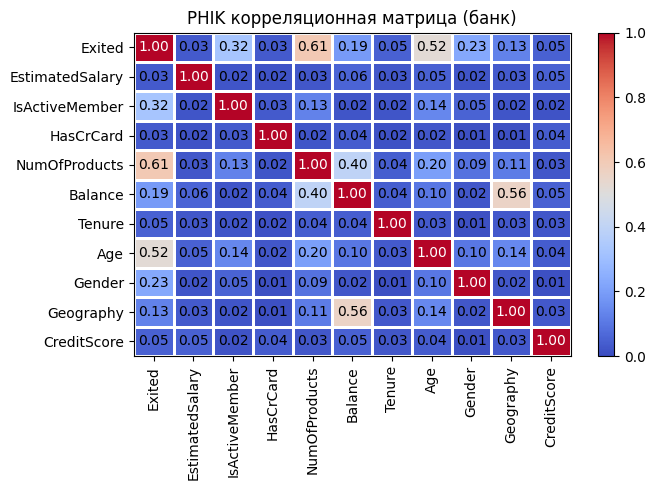 PHIK корреляционная матрица (банк)
Exited 1.00 0.03 0.32 0.03 0.61 0.19 0.05 0.52 0.23 0.13 0.05
EstimatedSalary 0.03 1.00 0.02 0.02 0.03 0.06 0.03 0.05 0.02 0.03 0.05
IsActiveMember 0.32 0.02 1.00 0.03 0.13 0.02 0.02 0.14 0.05 0.02 0.02
HasCrCard 0.03 0.02 0.03 1.00 0.02 0.04 0.02 0.02 0.01 0.01 0.04
NumOfProducts 0.61 0.03 0.13 0.02 1.00 0.40 0.04 0.20 0.09 0.11 0.03
Balance 0.19 0.06 0.02 0.04 0.40 1.00 0.04 0.10 0.02 0.56 0.05
Tenure 0.05 0.03 0.02 0.02 0.04 0.04 1.00 0.03 0.01 0.03 0.03
Age 0.52 0.05 0.14 0.02 0.20 0.10 0.03 1.00 0.10 0.14 0.04
Gender 0.23 0.02 0.05 0.01 0.09 0.02 0.01 0.10 1.00 0.02 0.01
Geography 0.13 0.03 0.02 0.01 0.11 0.56 0.03 0.14 0.02 1.00 0.03
CreditScore 0.05 0.05 0.02 0.04 0.03 0.05 0.03 0.04 0.01 0.03 1.00
Exited
EstimatedSalary
IsActiveMember
HasCrCard
NumOfProducts
Balance
Tenure
Age
Gender
Geography
CreditScore
1.0
0.8
0.6
0.4
0.2
0.0